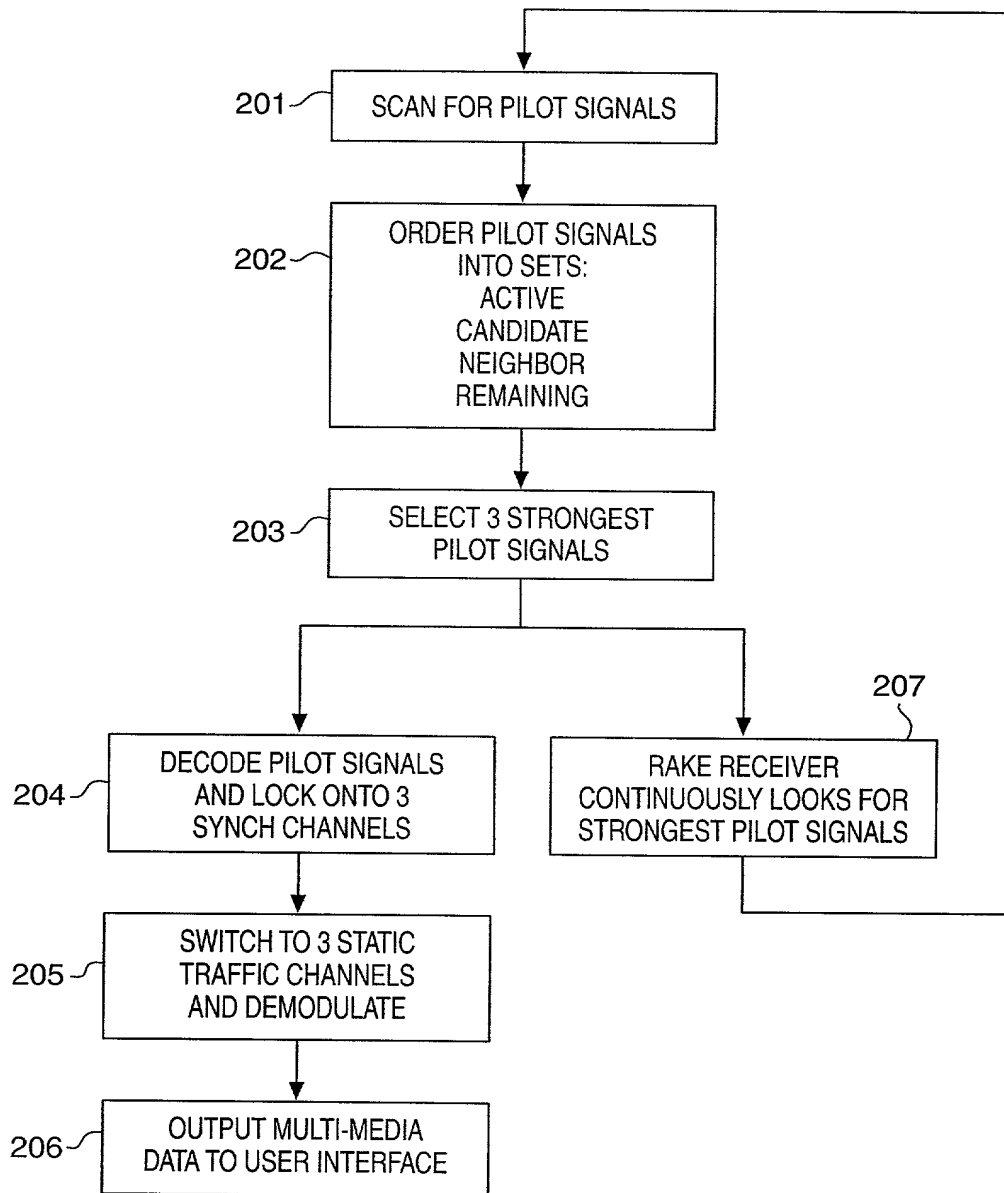 201
SCAN FOR PILOT SIGNALS
202
ORDER PILOT SIGNALS
INTO SETS:
ACTIVE
CANDIDATE
NEIGHBOR
REMAINING
203
SELECT 3 STRONGEST
PILOT SIGNALS
204
DECODE PILOT SIGNALS
AND LOCK ONTO 3
SYNCH CHANNELS
207
RAKE RECEIVER
CONTINUOUSLY LOOKS FOR
STRONGEST PILOT SIGNALS
205
SWITCH TO 3 STATIC
TRAFFIC CHANNELS
AND DEMODULATE
206
OUTPUT MULTI-MEDIA
DATA TO USER INTERFACE